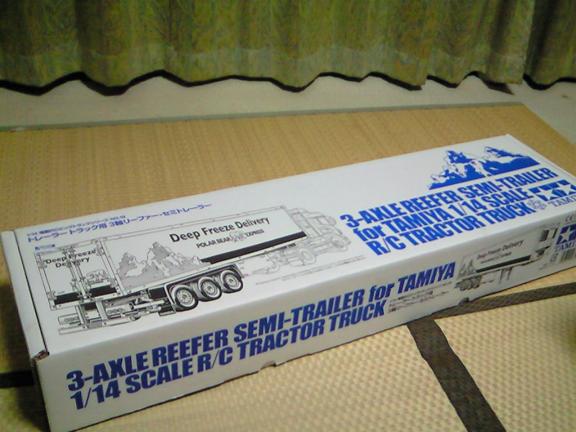 トレーラートラック用 3軸リーファーセミトレーラー
Deep Freeze
Delivery
Deep Freeze Delivery
POLAR BEAR EXPRESS
3-AXLE REEFER SEMI-TRAILER
for TAMIYA 1/14 SCALE
R/C TRACTOR TRUCK
3-AXLE REEFER SEMI-TRAILER for TAMIYA
1/14 SCALE R/C TRACTOR TRUCK
Deep Freeze Delivery